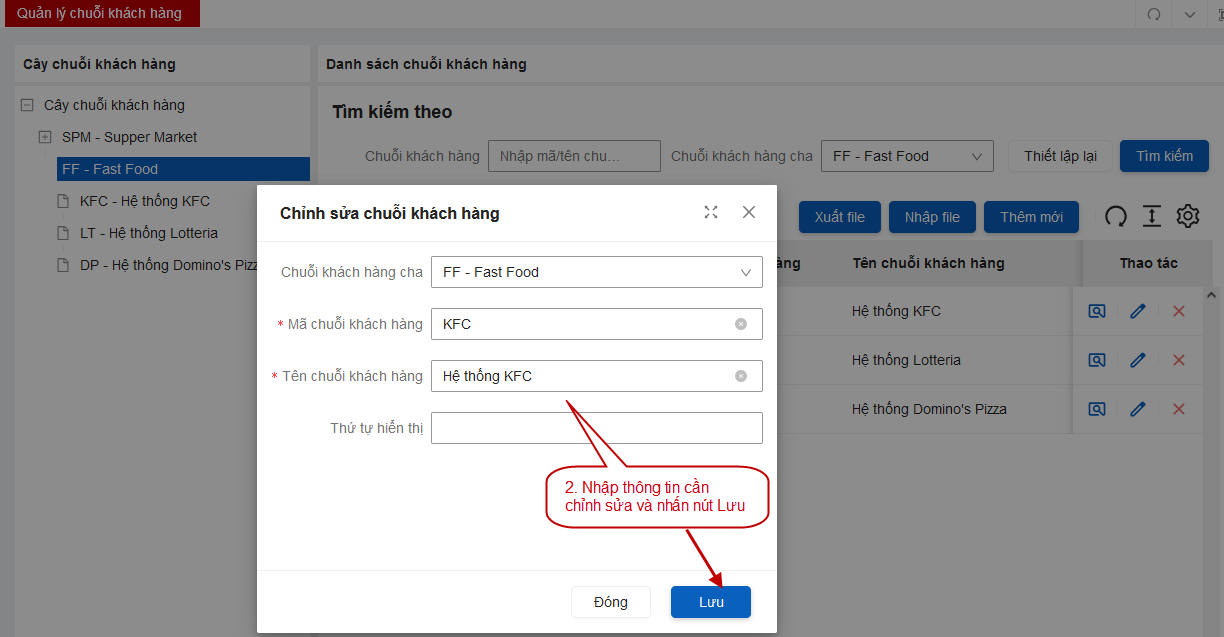 Quản lý chuỗi khách hàng
Cây chuỗi khách hàng
Danh sách chuỗi khách hàng
Cây chuỗi khách hàng
SPM - Supper Market
FF - Fast Food
KFC - Hệ thống KFC
LT - Hệ thống Lotteria
DP - Hệ thống Domino's Pizz
Tìm kiếm theo
Chuỗi khách hàng
Nhập mã/tên chu...
Chuỗi khách hàng cha
FF - Fast Food
Thiết lập lại
Tìm kiếm
Xuất file
Nhập file
Thêm mới
àng
Tên chuỗi khách hàng
Thao tác
Hệ thống KFC
Hệ thống Lotteria
Hệ thống Domino's Pizza
Chỉnh sửa chuỗi khách hàng
Chuỗi khách hàng cha
FF - Fast Food
* Mã chuỗi khách hàng
KFC
* Tên chuỗi khách hàng
Hệ thống KFC
Thứ tự hiển thị
2. Nhập thông tin cần
chỉnh sửa và nhấn nút Lưu
Đóng
Lưu